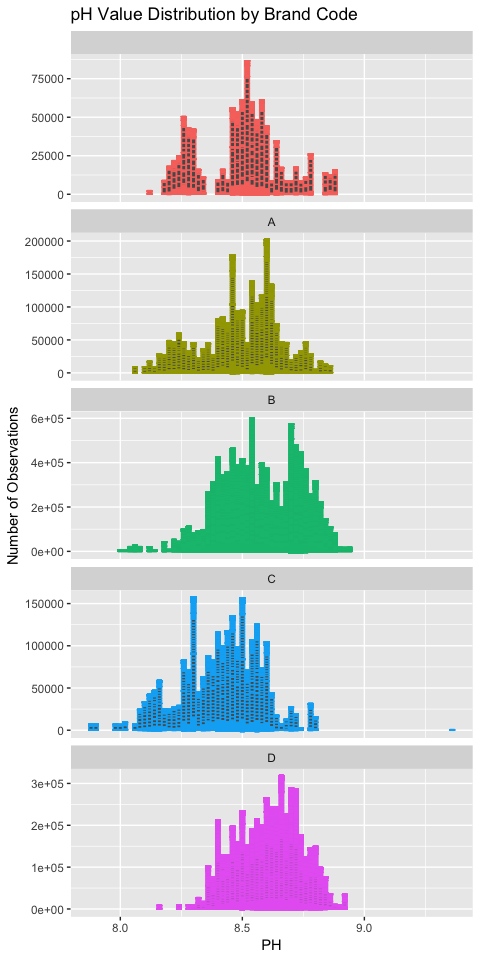 pH Value Distribution by Brand Code
75000
50000
25000
0
A
200000
150000
100000
50000
0
B
6e+05
4e+05
2e+05
0e+00
C
150000
100000
50000
0
D
3e+05
2e+05
1e+05
0e+00
8.0 8.5 9.0
PH
Number of Observations